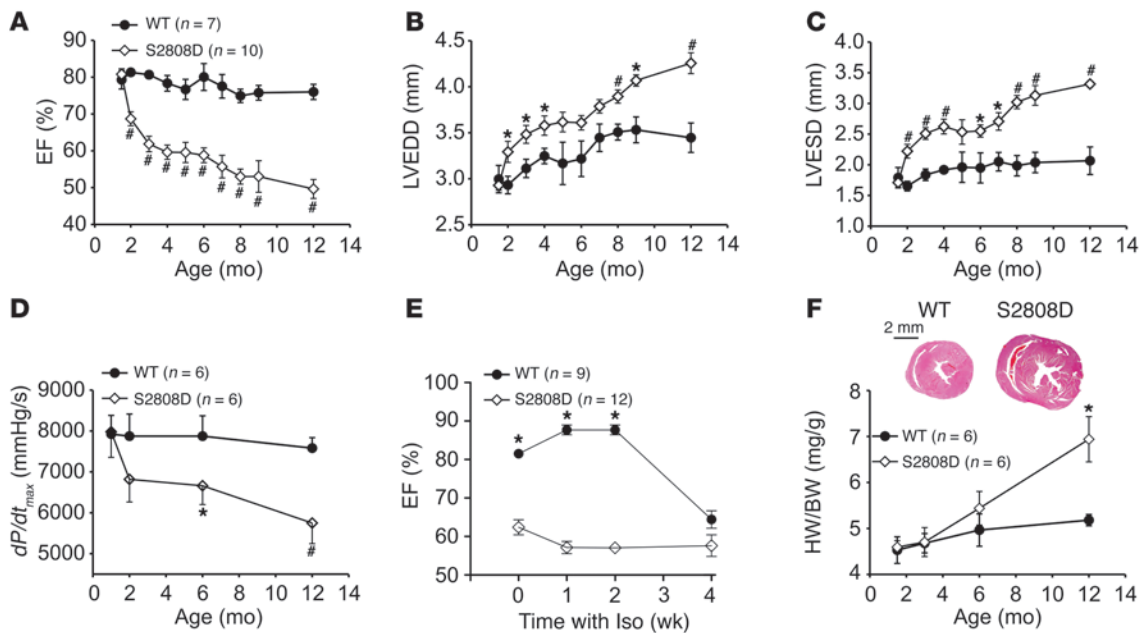 A
WT (n = 7)
S2808D (n = 10)
EF (%)
90
80
70
60
50
40
0 2 4 6 8 10 12 14
Age (mo)
# # # # # # # # #
B
LVEDD (mm)
4.5
4.0
3.5
3.0
2.5
0 2 4 6 8 10 12 14
Age (mo)
* * * # * #
C
LVESD (mm)
4.0
3.5
3.0
2.5
2.0
1.5
1.0
0 2 4 6 8 10 12 14
Age (mo)
# # # * * # # #
D
WT (n = 6)
S2808D (n = 6)
dP/dtmax (mmHg/s)
9000
8000
7000
6000
5000
0 2 4 6 8 10 12 14
Age (mo)
* #
E
WT (n = 9)
S2808D (n = 12)
EF (%)
100
90
80
70
60
50
0 1 2 4
Time with Iso (wk)
* * *
F
WT S2808D
2 mm
WT (n = 6)
S2808D (n = 6)
HW/BW (mg/g)
8
7
6
5
4
0 2 4 6 8 10 12 14
Age (mo)
*